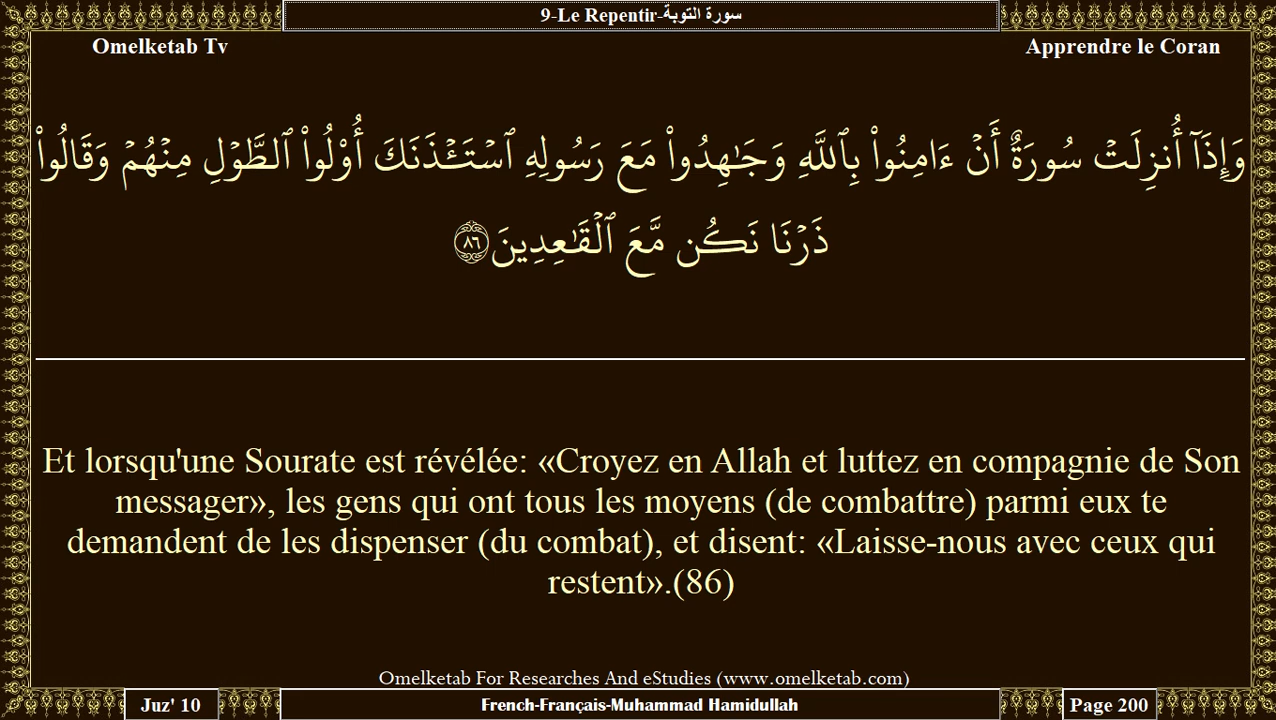 9-Le Repentir-سورة التوبة
Omelketab Tv
Apprendre le Coran
وَإِذَآ أُنزِلَتۡ سُورَةٌ أَنۡ ءَامِنُواْ بِٱللَّهِ وَجَٰهِدُواْ مَعَ رَسُولِهِ ٱسۡتَـٔۡذَنَكَ أُوْلُواْ ٱلطَّوۡلِ مِنۡهُمۡ وَقَالُواْ
ذَرۡنَا نَكُن مَّعَ ٱلۡقَٰعِدِينَ ٨٦
Et lorsqu'une Sourate est révélée: «Croyez en Allah et luttez en compagnie de Son
messager», les gens qui ont tous les moyens (de combattre) parmi eux te
demandent de les dispenser (du combat), et disent: «Laisse-nous avec ceux qui
restent».(86)
Omelketab For Researches And eStudies (www.omelketab.com)
Juz' 10
French-Français-Muhammad Hamidullah
Page 200